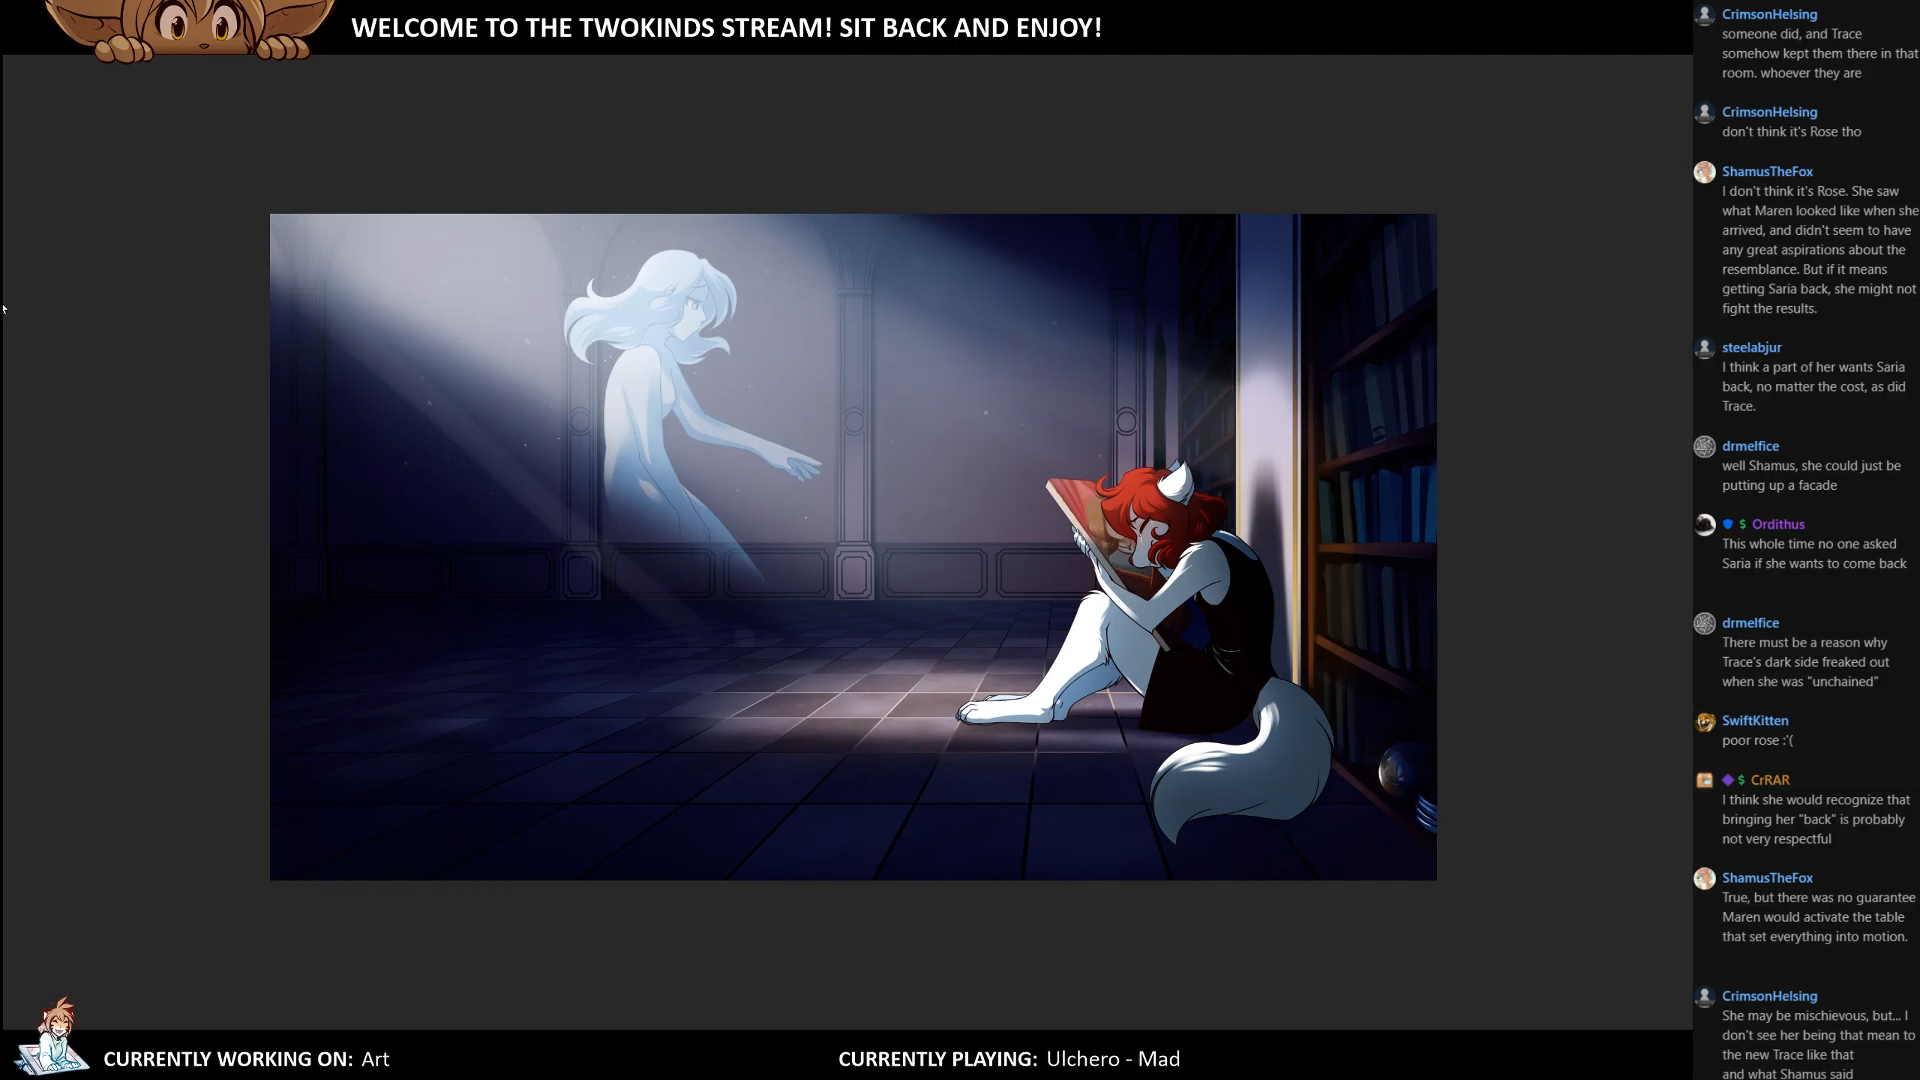 WELCOME TO THE TWOKINDS STREAM! SIT BACK AND ENJOY!
CrimsonHelsing
someone did, and Trace
somehow kept them there in that
room. whoever they are
CrimsonHelsing
don't think it's Rose tho
ShamusTheFox
I don't think it's Rose. She saw
what Maren looked like when she
arrived, and didn't seem to have
any great aspirations about the
resemblance. But if it means
getting Saria back, she might not
fight the results.
steelabjur
I think a part of her wants Saria
back, no matter the cost, as did
Trace.
drmelfice
well Shamus, she could just be
putting up a facade
$ Ordithus
This whole time no one asked
Saria if she wants to come back
drmelfice
There must be a reason why
Trace's dark side freaked out
when she was "unchained"
SwiftKitten
poor rose :'(
$ CrRAR
I think she would recognize that
bringing her "back" is probably
not very respectful
ShamusTheFox
True, but there was no guarantee
Maren would activate the table
that set everything into motion.
CrimsonHelsing
She may be mischievous, but... I
don't see her being that mean to
the new Trace like that
and what Shamus said
CURRENTLY WORKING ON: Art
CURRENTLY PLAYING: Ulchero - Mad